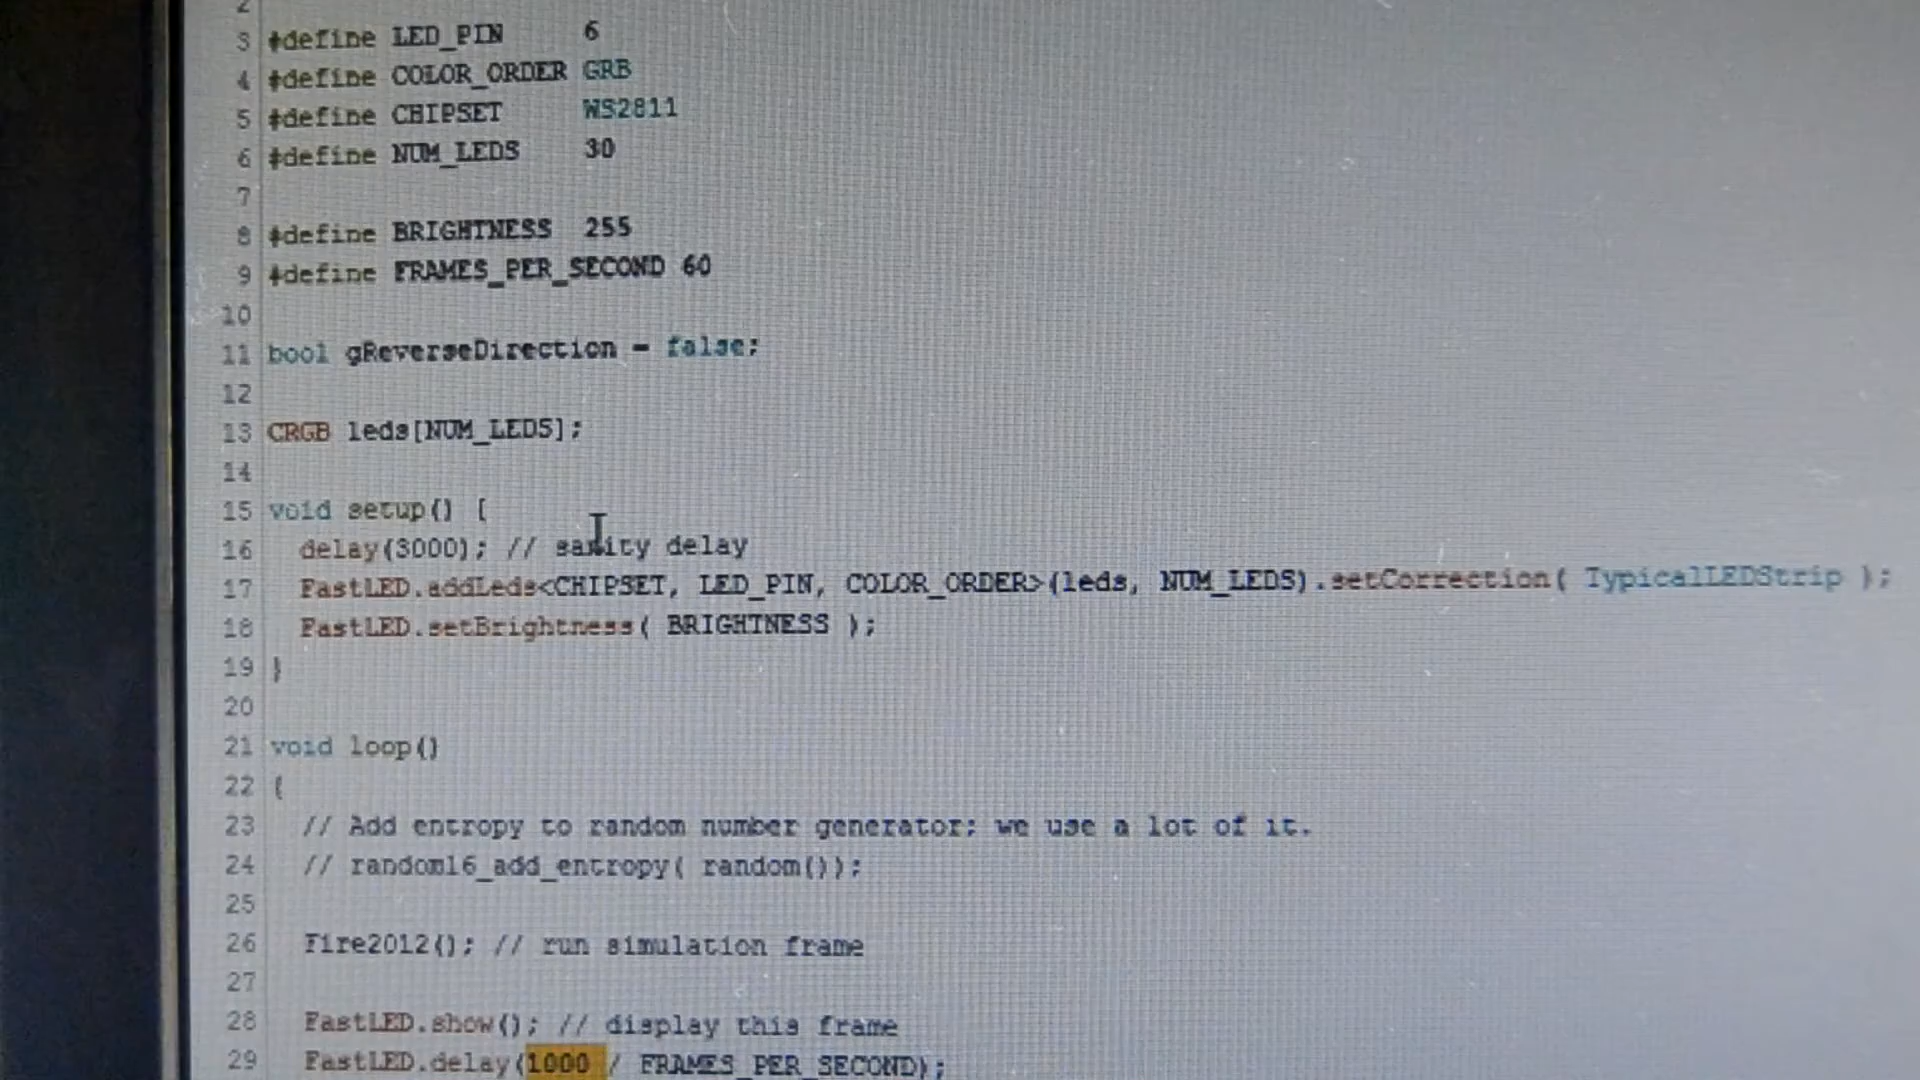 2
3 #define LED_PIN 6
4 #define COLOR_ORDER GRB
5 #define CHIPSET WS2811
6 #define NUM_LEDS 30
7
8 #define BRIGHTNESS 255
9 #define FRAMES_PER_SECOND 60
10
11 bool gReverseDirection = false;
12
13 CRGB leds[NUM_LEDS];
14
15 void setup() {
16 delay(3000); // sanity delay
17 FastLED.addLeds<CHIPSET, LED_PIN, COLOR_ORDER>(leds, NUM_LEDS).setCorrection( TypicalLEDStrip );
18 FastLED.setBrightness( BRIGHTNESS );
19 }
20
21 void loop()
22 {
23 // Add entropy to random number generator; we use a lot of it.
24 // random16_add_entropy( random());
25
26 Fire2012(); // run simulation frame
27
28 FastLED.show(); // display this frame
29 FastLED.delay(1000 / FRAMES_PER_SECOND);